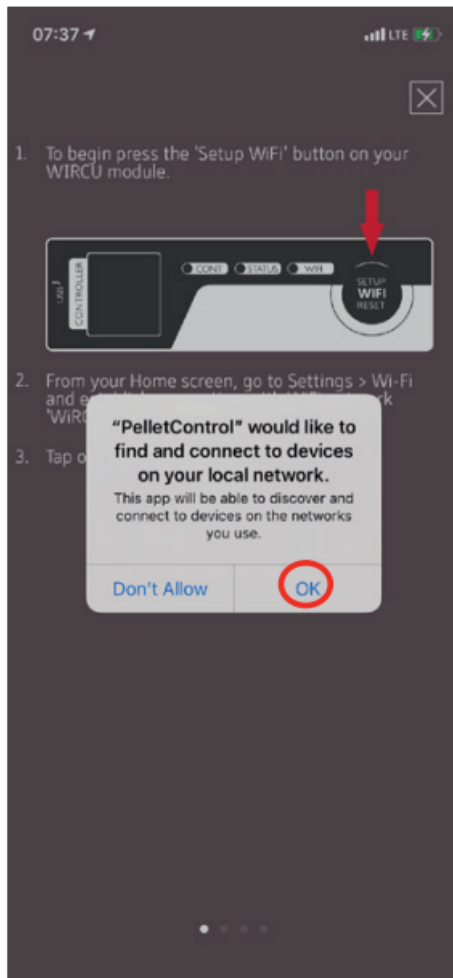 07:37
LTE
1. To begin press the 'Setup WiFi' button on your
WIRCU module.
USB
CONTROLLER
CONT
STATUS
WIFI
SETUP
WIFI
RESET
2. From your Home screen, go to Settings > Wi-Fi
and
'WiRC
3. Tap o
"PelletControl" would like to
find and connect to devices
on your local network.
This app will be able to discover and
connect to devices on the networks
you use.
Don't Allow
OK